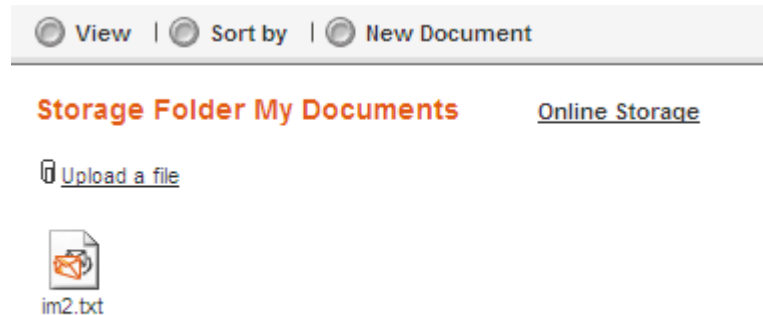 View | Sort by | New Document
Storage Folder My Documents Online Storage
Upload a file
im2.txt